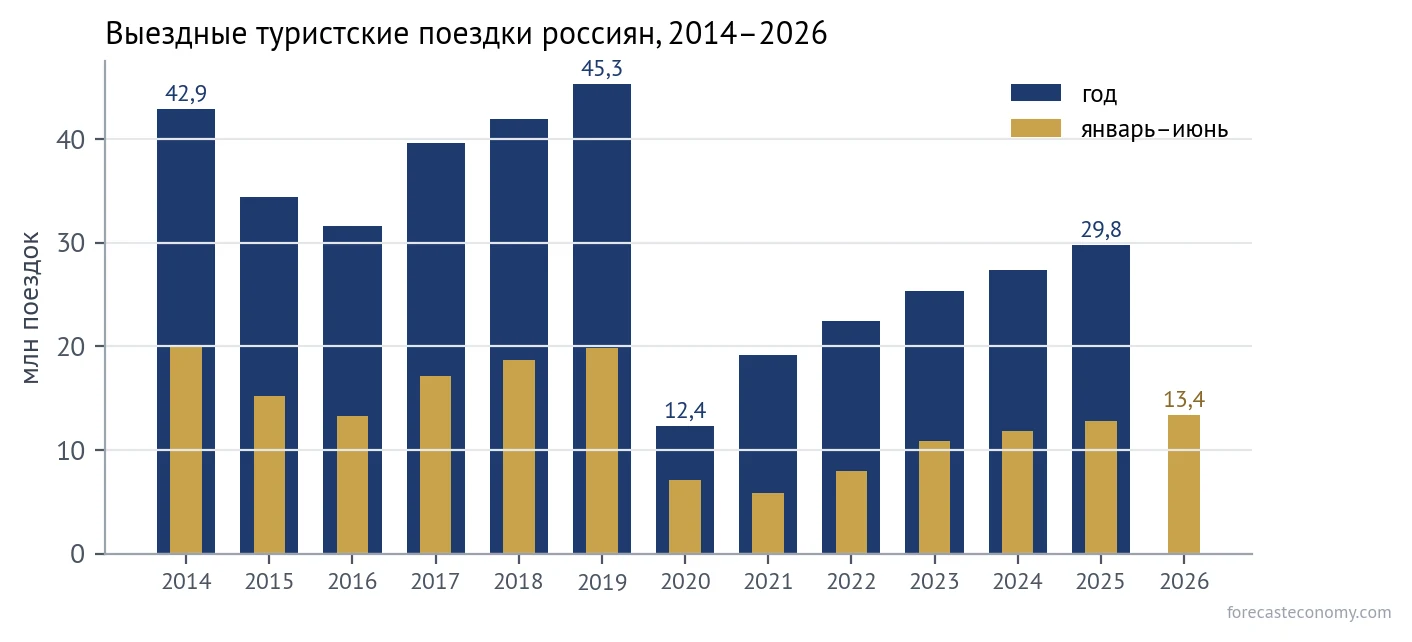 Выездные туристские поездки россиян, 2014–2026
млн поездок
40
30
20
10
0
42,9
45,3
12,4
29,8
13,4
год
январь–июнь
2014 2015 2016 2017 2018 2019 2020 2021 2022 2023 2024 2025 2026
forecasteconomy.com